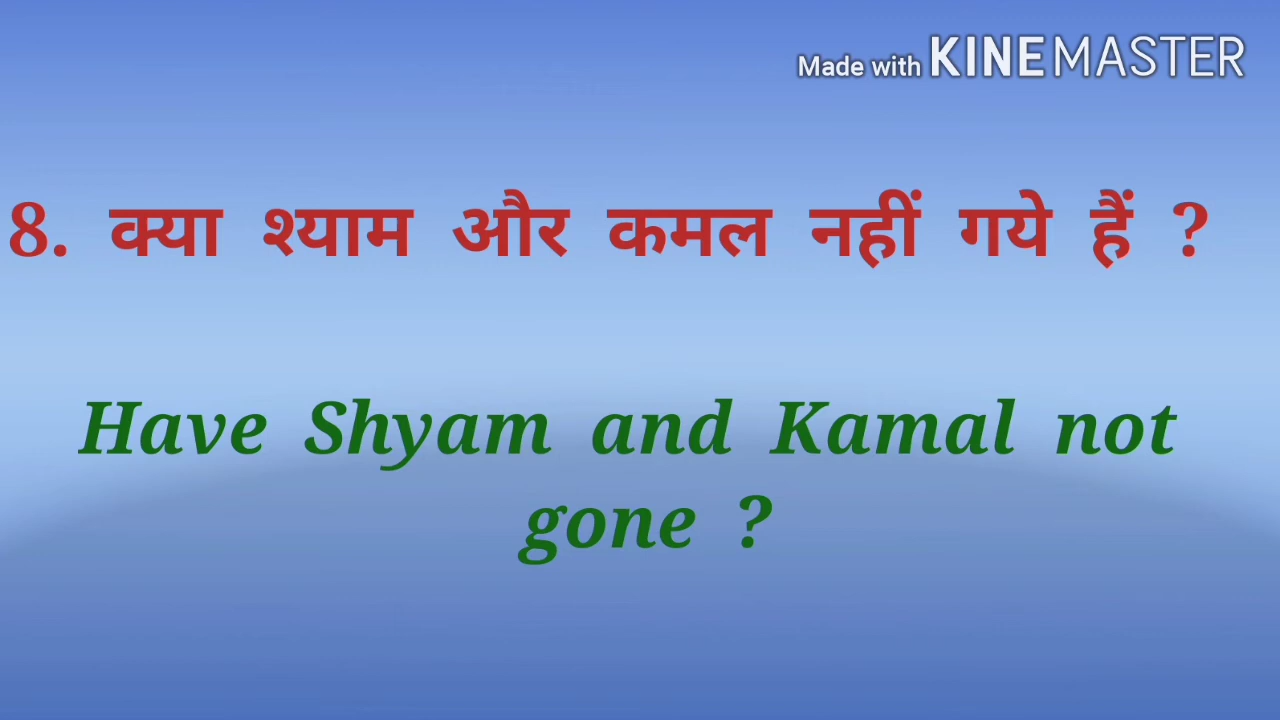 Made with KINEMASTER
8. क्या श्याम और कमल नहीं गये हैं ?
Have Shyam and Kamal not
gone ?